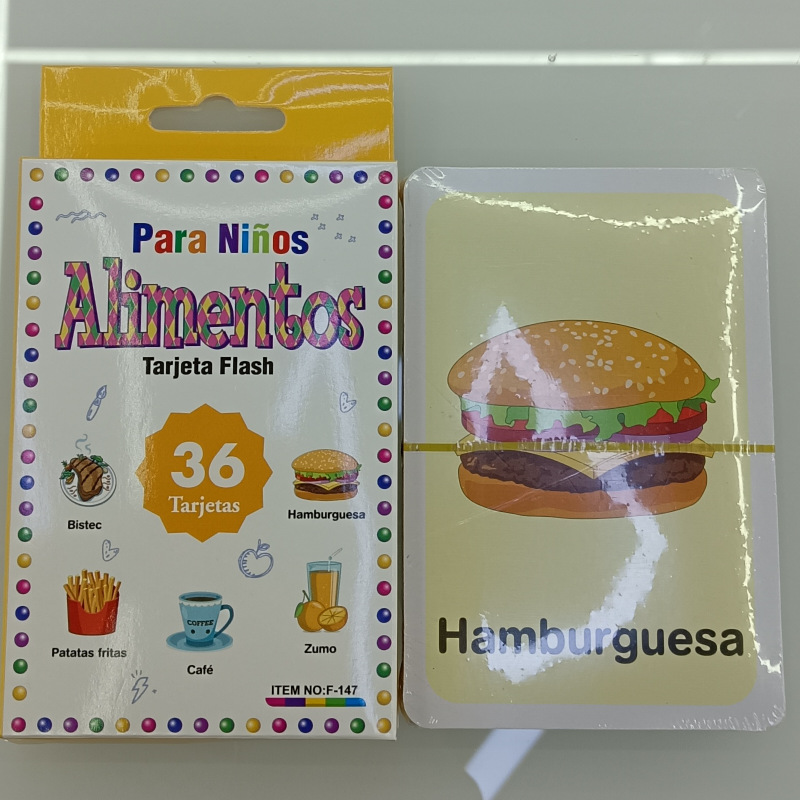 Para Niños
Alimentos
Tarjeta Flash
36
Tarjetas
Bistec
Hamburguesa
Patatas fritas
COFFEE
Café
Zumo
ITEM NO:F-147
Hamburguesa